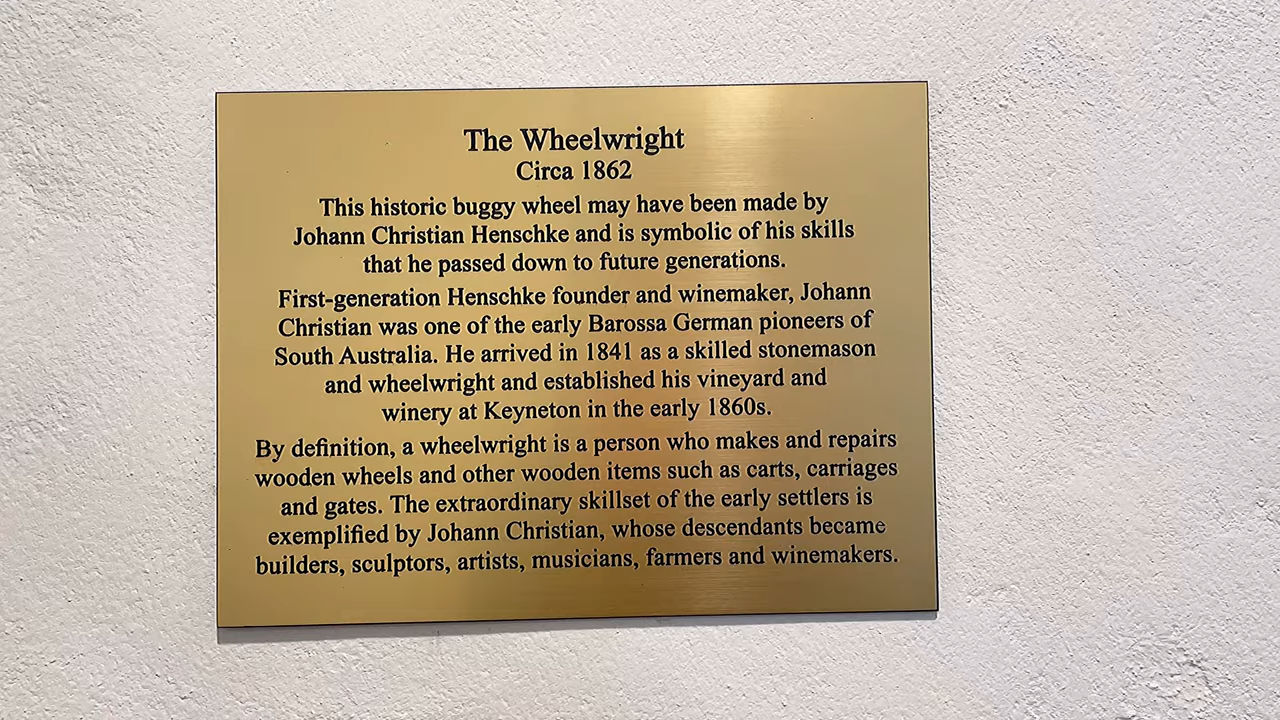 The Wheelwright
Circa 1862
This historic buggy wheel may have been made by
Johann Christian Henschke and is symbolic of his skills
that he passed down to future generations.
First-generation Henschke founder and winemaker, Johann
Christian was one of the early Barossa German pioneers of
South Australia. He arrived in 1841 as a skilled stonemason
and wheelwright and established his vineyard and
winery at Keyneton in the early 1860s.
By definition, a wheelwright is a person who makes and repairs
wooden wheels and other wooden items such as carts, carriages
and gates. The extraordinary skillset of the early settlers is
exemplified by Johann Christian, whose descendants became
builders, sculptors, artists, musicians, farmers and winemakers.